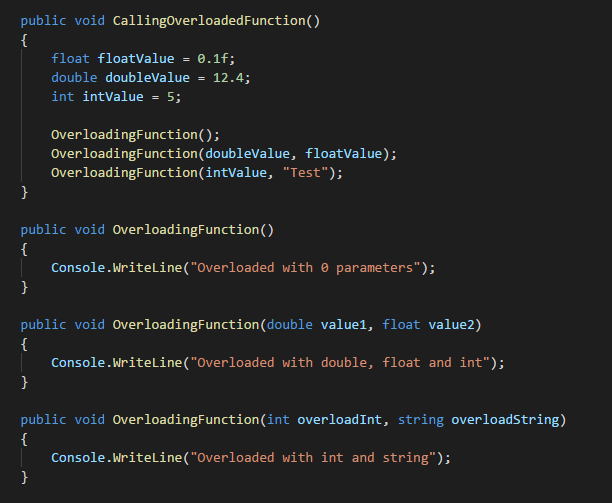 public void CallingOverloadedFunction()
{
    float floatValue = 0.1f;
    double doubleValue = 12.4;
    int intValue = 5;

    OverloadingFunction();
    OverloadingFunction(doubleValue, floatValue);
    OverloadingFunction(intValue, "Test");
}

public void OverloadingFunction()
{
    Console.WriteLine("Overloaded with 0 parameters");
}

public void OverloadingFunction(double value1, float value2)
{
    Console.WriteLine("Overloaded with double, float and int");
}

public void OverloadingFunction(int overloadInt, string overloadString)
{
    Console.WriteLine("Overloaded with int and string");
}